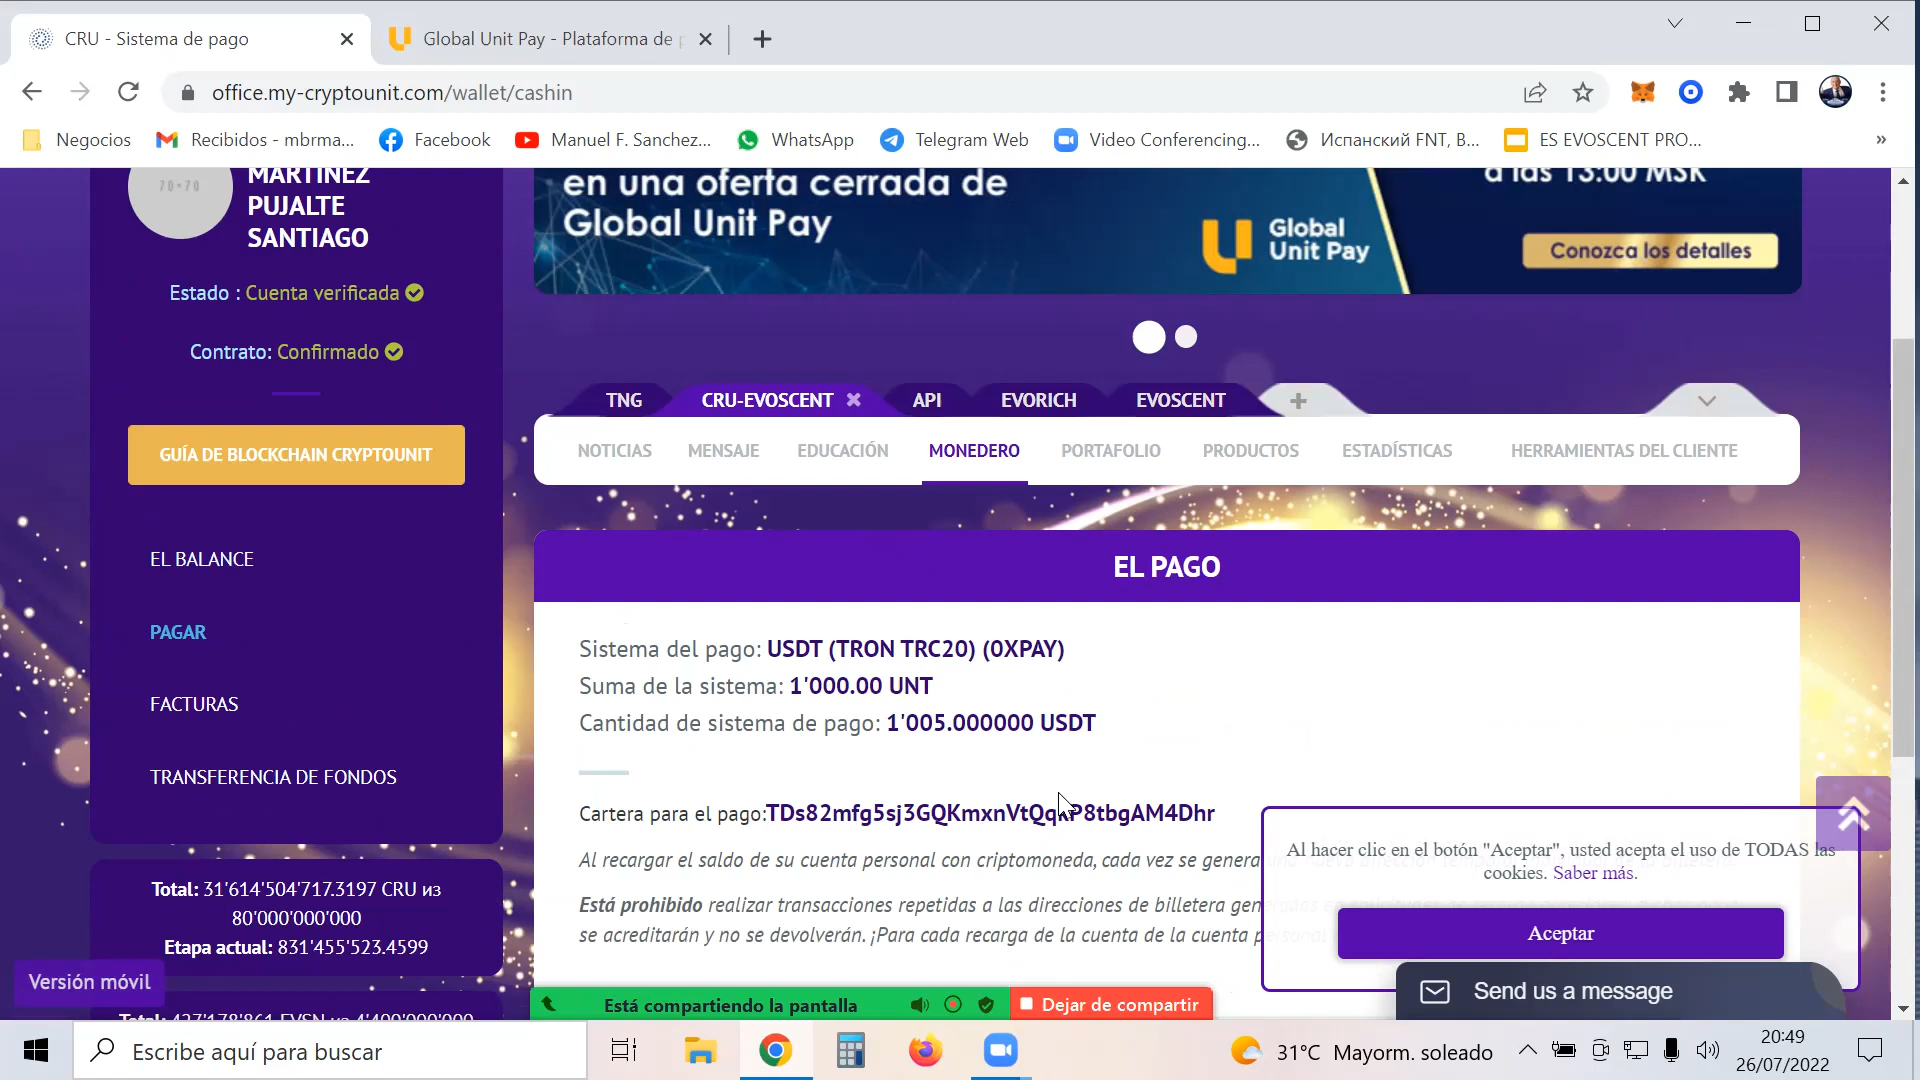 CRU - Sistema de pago
Global Unit Pay - Plataforma de p
office.my-cryptounit.com/wallet/cashin
Negocios
Recibidos - mbrma...
Facebook
Manuel F. Sanchez...
WhatsApp
Telegram Web
Video Conferencing...
Испанский FNT, B...
ES EVOSCENT PRO...
»
70×70
MARTINEZ
PUJALTE
SANTIAGO
Estado : Cuenta verificada
Contrato: Confirmado
GUÍA DE BLOCKCHAIN CRYPTOUNIT
EL BALANCE
PAGAR
FACTURAS
TRANSFERENCIA DE FONDOS
Total: 31'614'504'717.3197 CRU из
80'000'000'000
Etapa actual: 831'455'523.4599
Versión móvil
en una oferta cerrada de
Global Unit Pay
Global
Unit Pay
a las 13:00 MSK
Conozca los detalles
TNG
CRU-EVOSCENT
API
EVORICH
EVOSCENT
NOTICIAS
MENSAJE
EDUCACIÓN
MONEDERO
PORTAFOLIO
PRODUCTOS
ESTADÍSTICAS
HERRAMIENTAS DEL CLIENTE
EL PAGO
Sistema del pago: USDT (TRON TRC20) (0XPAY)
Suma de la sistema: 1'000.00 UNT
Cantidad de sistema de pago: 1'005.000000 USDT
Cartera para el pago:
Al recargar el saldo de su cuenta personal con criptomoneda, cada vez se genera
Está prohibido realizar transacciones repetidas a las direcciones de billetera
se acreditarán y no se devolverán. ¡Para cada recarga de la cuenta de la cuenta
Al hacer clic en el botón "Aceptar", usted acepta el uso de TODAS las
cookies. Saber más.
Aceptar
Send us a message
Está compartiendo la pantalla
Dejar de compartir
Escribe aquí para buscar
31°C Mayorm. soleado
20:49
26/07/2022